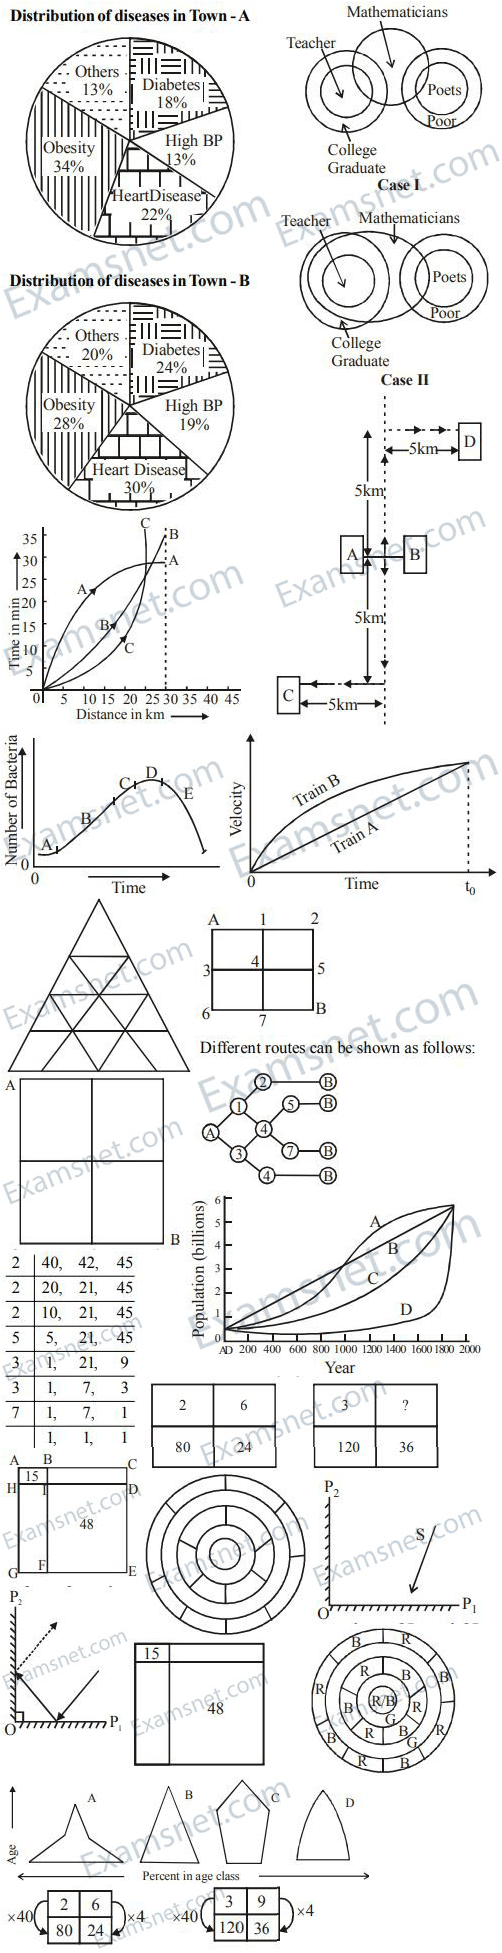 Distribution of diseases in Town - A
Others
13%
Diabetes
18%
High BP
13%
Obesity
34%
HeartDisease
22%
Mathematicians
Teacher
Poets
Poor
College
Graduate
Case I
Teacher
Mathematicians
Poets
Poor
College
Graduate
Case II
Distribution of diseases in Town - B
Others
20%
Diabetes
24%
High BP
19%
Obesity
28%
Heart Disease
30%
D
5km
5km
A
B
5km
C
5km
Time in min
35
30
25
20
15
10
5
0
5 10 15 20 25 30 35 40 45
Distance in km
C
B
A
A
B
C
Number of Bacteria
A
B
C
D
E
0
0
Time
Velocity
Train B
Train A
0
Time
t0
A 1 2
3 4 5
6 7 B
Different routes can be shown as follows:
A
1
3
2
4
4
5
7
B
B
B
B
A
B
2 40, 42, 45
2 20, 21, 45
2 10, 21, 45
5 5, 21, 45
3 1, 21, 9
3 1, 7, 3
7 1, 7, 1
1, 1, 1
Population (billions)
6
5
4
3
2
1
0
A
B
C
D
AD 200 400 600 800 1000 1200 1400 1600 1800 2000
Year
2 6
80 24
3 ?
120 36
A B C
15
H I D
48
G F E
P2
S
O
P1
P2
O
P1
15
48
B R
R B R B B
R/B
B R
G
R B
G
B R
R B
Age
A
B
C
D
Percent in age class
×40
2 6
80 24
×4
×40
3 9
120 36
×4
Examsnet.com